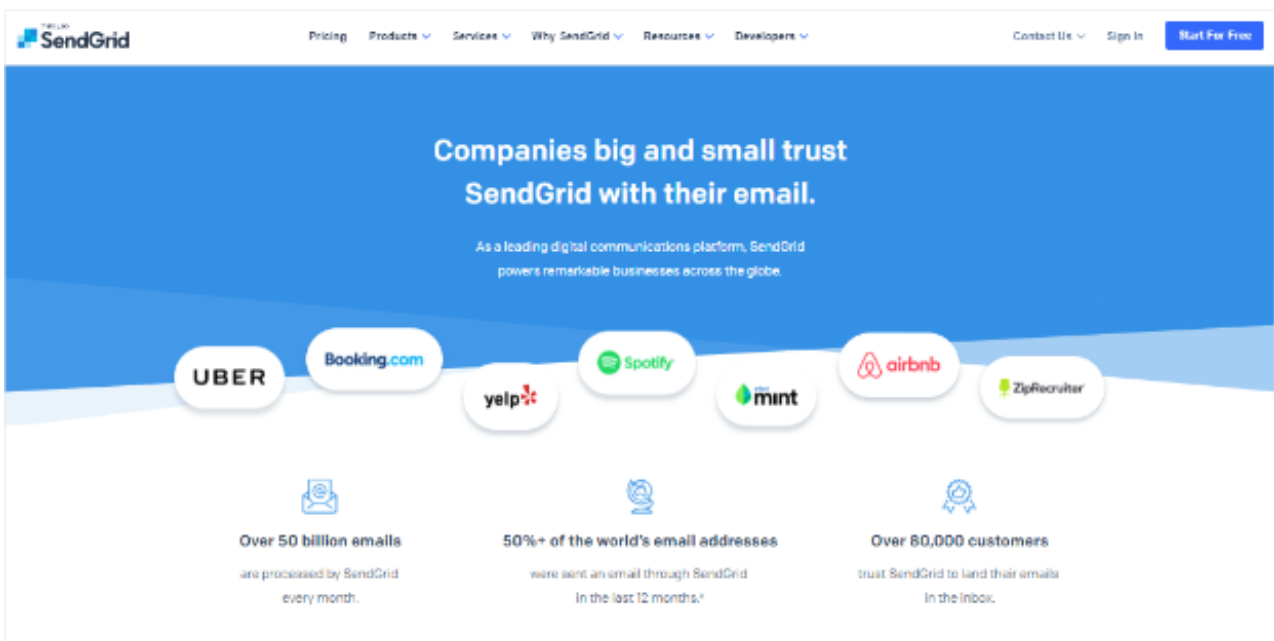 TWILIO
SendGrid
Pricing Products Services Why SendGrid Resources Developers Contact Us Sign In Start For Free
Companies big and small trust
SendGrid with their email.
As a leading digital communications platform, SendGrid
powers remarkable businesses across the globe.
UBER
Booking.com
yelp
Spotify
mint
airbnb
ZipRecruiter
Over 50 billion emails
are processed by SendGrid
every month.
50%+ of the world's email addresses
were sent an email through SendGrid
in the last 12 months.*
Over 80,000 customers
trust SendGrid to land their emails
in the inbox.